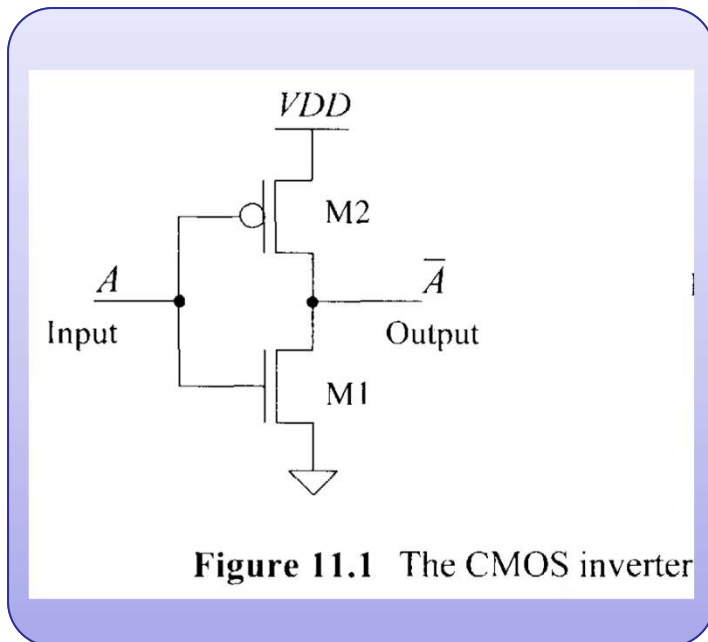 VDD
M2
A
A̅
Input
Output
M1
Figure 11.1 The CMOS inverter